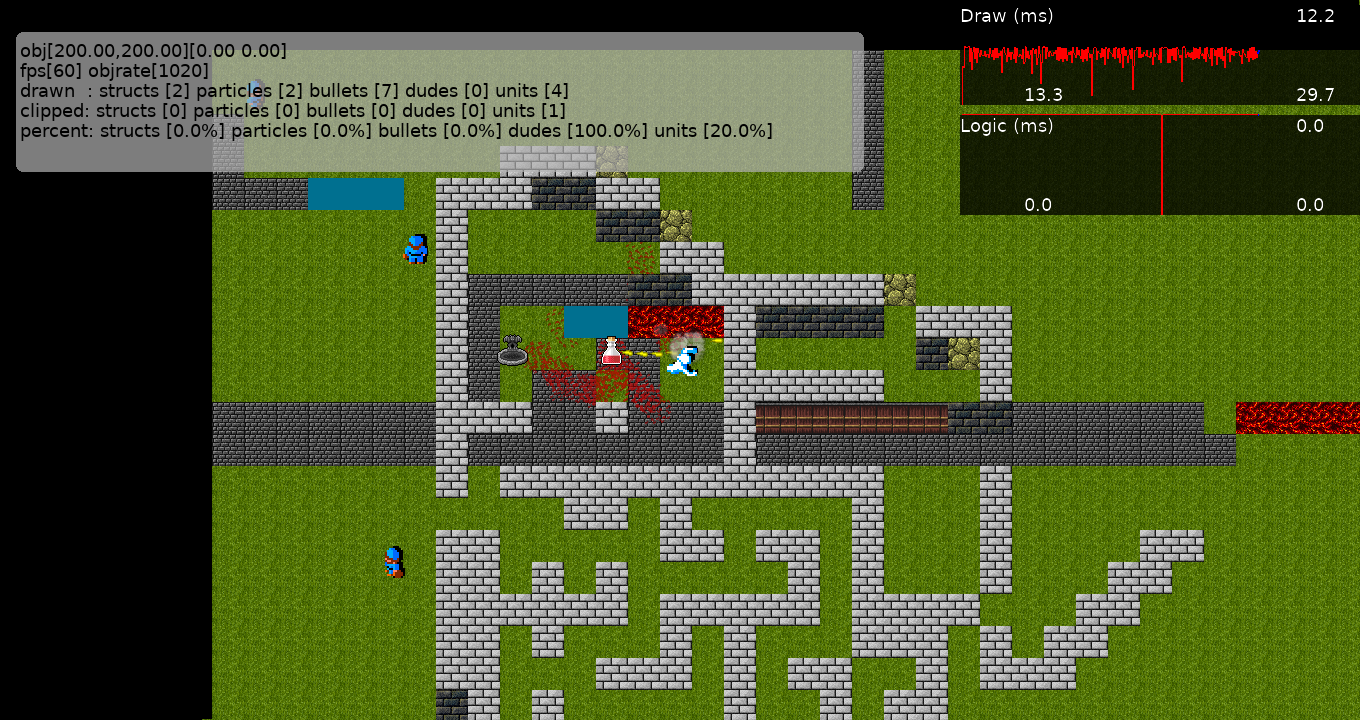 obj[200.00,200.00][0.00 0.00]
fps[60] objrate[1020]
drawn  : structs [2] particles [2] bullets [7] dudes [0] units [4]
clipped: structs [0] particles [0] bullets [0] dudes [0] units [1]
percent: structs [0.0%] particles [0.0%] bullets [0.0%] dudes [100.0%] units [20.0%]
Draw (ms) 12.2
13.3 29.7
Logic (ms) 0.0
0.0 0.0